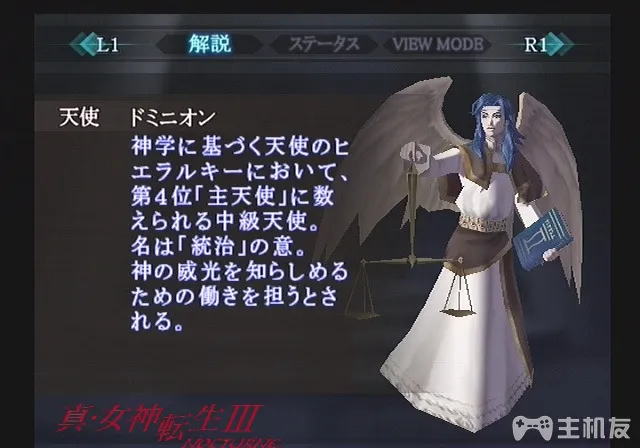 L1 解説 ステータス VIEW MODE R1
天使 ドミニオン
神学に基づく天使のヒ
エラルキーにおいて、
第4位「主天使」に数
えられる中級天使。
名は「統治」の意。
神の威光を知らしめる
ための働きを担うとさ
れる。
真・女神転生III
NOCTURNE
主机友